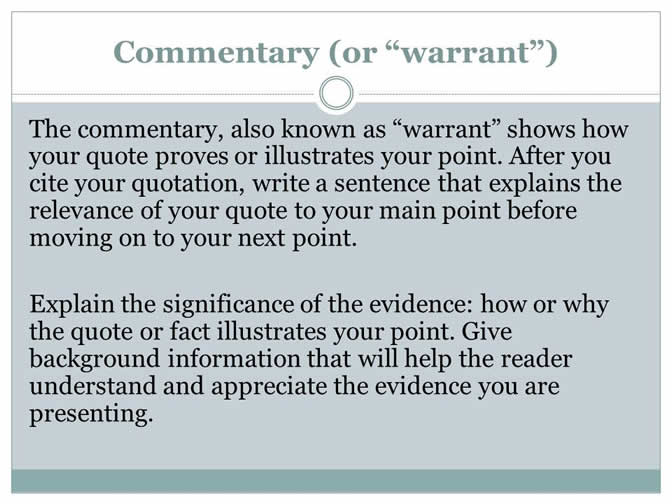 Commentary (or “warrant”)
The commentary, also known as “warrant” shows how
your quote proves or illustrates your point. After you
cite your quotation, write a sentence that explains the
relevance of your quote to your main point before
moving on to your next point.
Explain the significance of the evidence: how or why
the quote or fact illustrates your point. Give
background information that will help the reader
understand and appreciate the evidence you are
presenting.